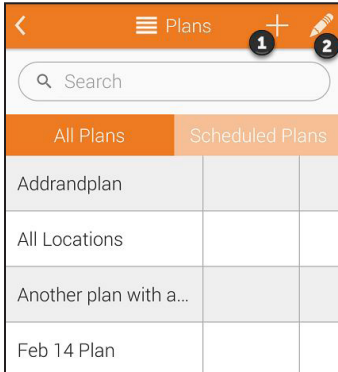 Plans
1
2
Search
All Plans Scheduled Plans
Addrandplan
All Locations
Another plan with a...
Feb 14 Plan